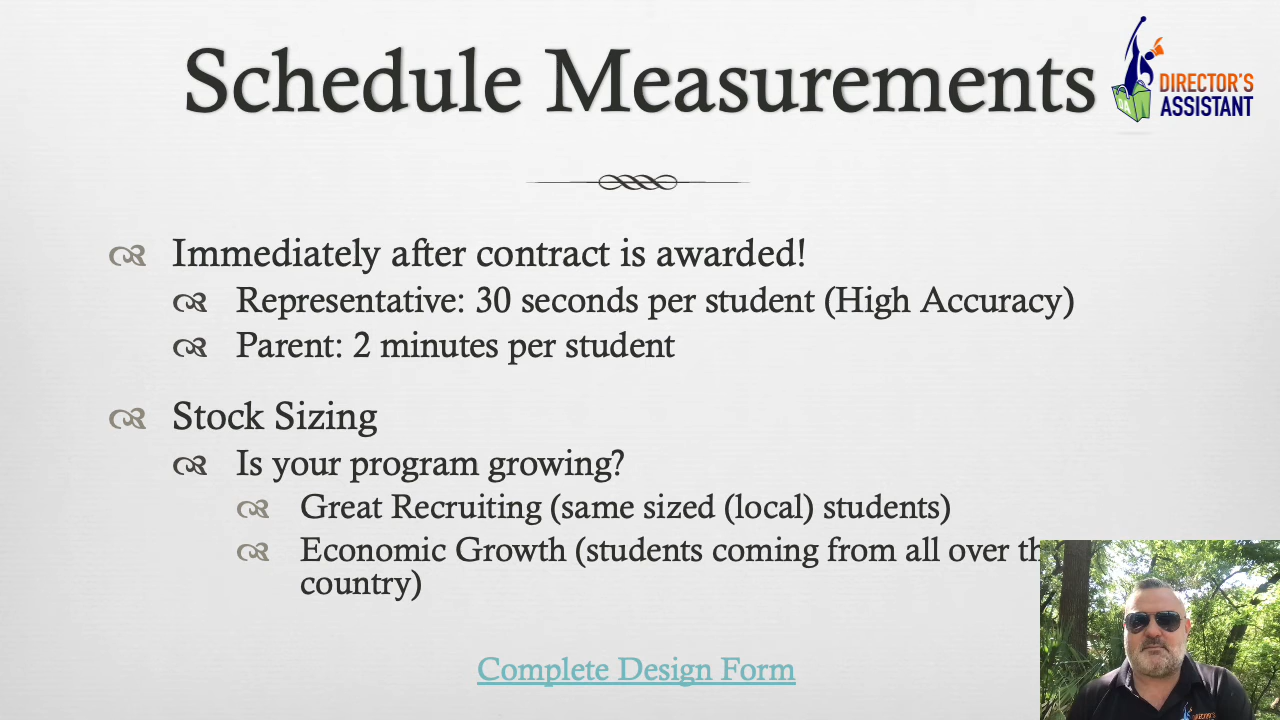 Schedule Measurements
DIRECTOR'S
ASSISTANT
Immediately after contract is awarded!
Representative: 30 seconds per student (High Accuracy)
Parent: 2 minutes per student
Stock Sizing
Is your program growing?
Great Recruiting (same sized (local) students)
Economic Growth (students coming from all over
country)
Complete Design Form